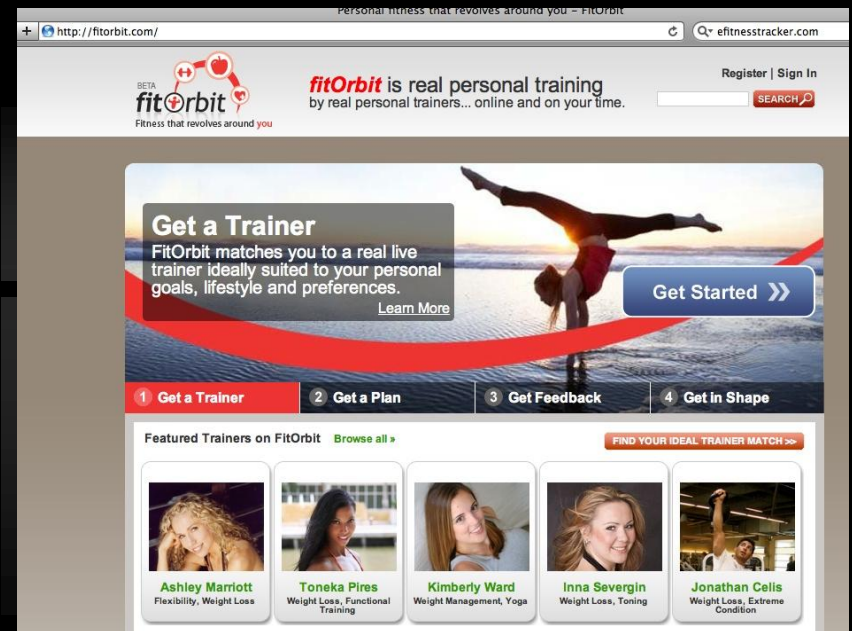 Personal fitness that revolves around you – FitOrbit
+ http://fitorbit.com/ efitnesstracker.com
Register | Sign In
BETA
fitOrbit
Fitness that revolves around you
fitOrbit is real personal training
by real personal trainers... online and on your time.
SEARCH
Get a Trainer
FitOrbit matches you to a real live
trainer ideally suited to your personal
goals, lifestyle and preferences.
Learn More
Get Started
1 Get a Trainer
2 Get a Plan
3 Get Feedback
4 Get in Shape
Featured Trainers on FitOrbit Browse all »
FIND YOUR IDEAL TRAINER MATCH >>
Ashley Marriott
Flexibility, Weight Loss
Toneka Pires
Weight Loss, Functional
Training
Kimberly Ward
Weight Management, Yoga
Inna Severgin
Weight Loss, Toning
Jonathan Celis
Weight Loss, Extreme
Condition